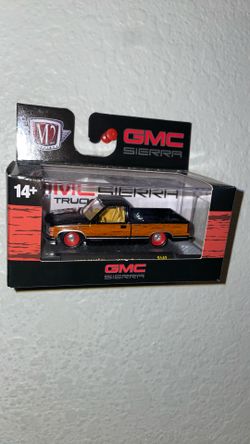 M2
GMC
SIERRA
14+
GMC SIERRA
TRUCK
GMC
SIERRA